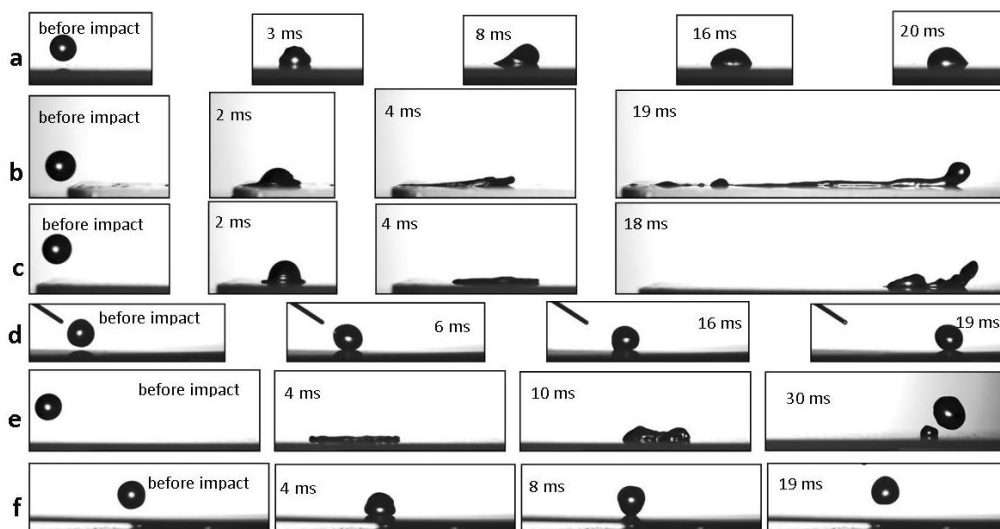 a
before impact
3 ms
8 ms
16 ms
20 ms
b
before impact
2 ms
4 ms
19 ms
c
before impact
2 ms
4 ms
18 ms
d
before impact
6 ms
16 ms
19 ms
e
before impact
4 ms
10 ms
30 ms
f
before impact
4 ms
8 ms
19 ms